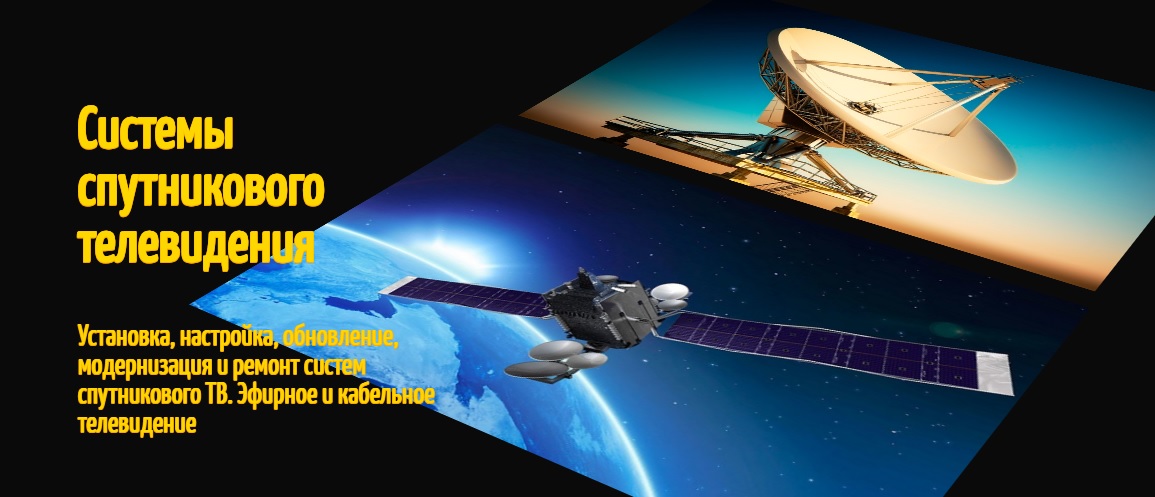 Системы
спутникового
телевидения
Установка, настройка, обновление,
модернизация и ремонт систем
спутникового ТВ. Эфирное и кабельное
телевидение